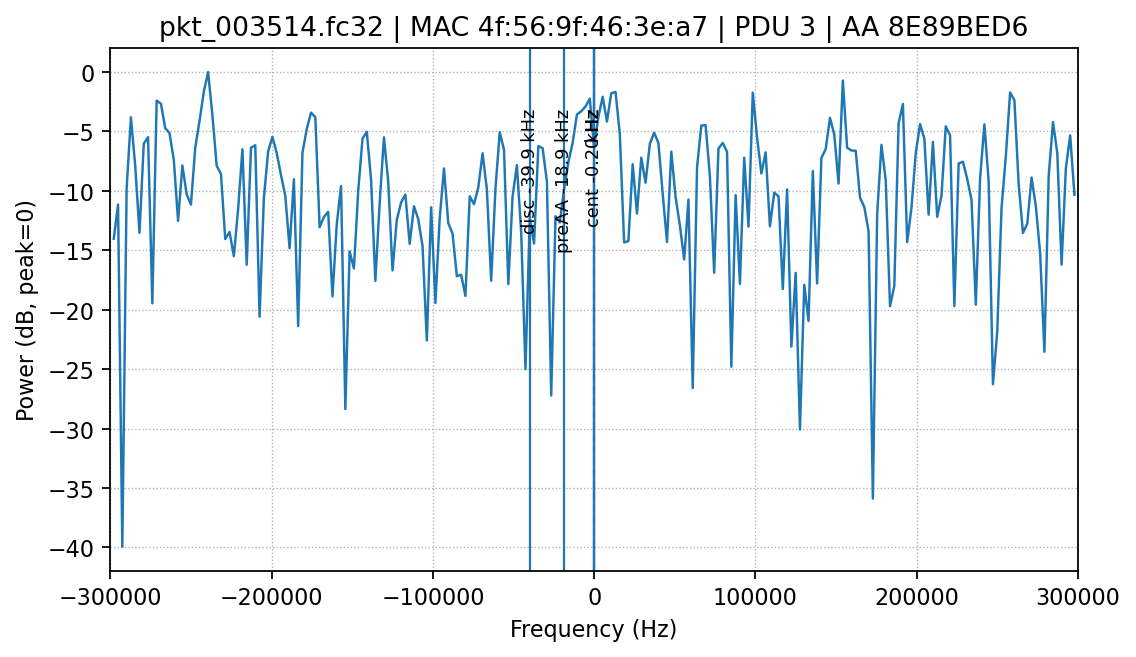 pkt_003514.fc32 | MAC 4f:56:9f:46:3e:a7 | PDU 3 | AA 8E89BED6
Power (dB, peak=0)
0
−5
−10
−15
−20
−25
−30
−35
−40
disc -39.9 kHz
preAA -18.9 kHz
cent -0.20kHz
−300000
−200000
−100000
0
100000
200000
300000
Frequency (Hz)